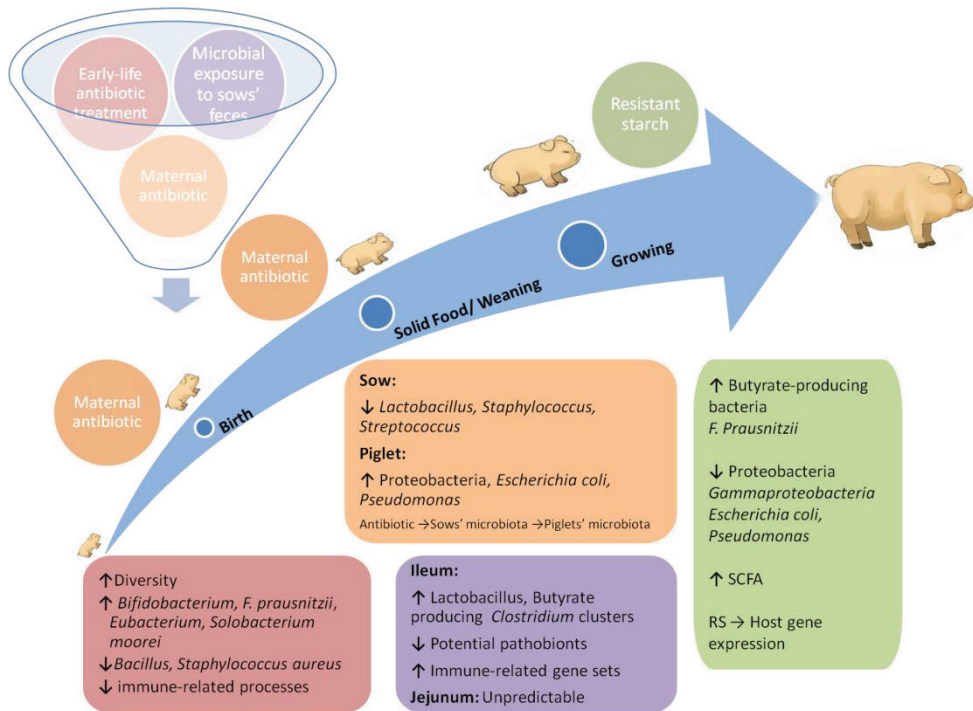 Early-life
antibiotic
treatment
Microbial
exposure
to sows'
feces
Maternal
antibiotic
Resistant
starch
Maternal
antibiotic
Growing
Solid Food/ Weaning
Maternal
antibiotic
Birth
Sow:
↓ Lactobacillus, Staphylococcus,
Streptococcus
Piglet:
↑ Proteobacteria, Escherichia coli,
Pseudomonas
Antibiotic →Sows' microbiota →Piglets' microbiota
↑ Butyrate-producing
bacteria
F. Prausnitzii
↓ Proteobacteria
Gammaproteobacteria
Escherichia coli,
Pseudomonas
↑ SCFA
RS → Host gene
expression
↑Diversity
↑ Bifidobacterium, F. prausnitzii,
Eubacterium, Solobacterium
moorei
↓Bacillus, Staphylococcus aureus
↓ immune-related processes
Ileum:
↑ Lactobacillus, Butyrate
producing Clostridium clusters
↓ Potential pathobionts
↑ Immune-related gene sets
Jejunum: Unpredictable